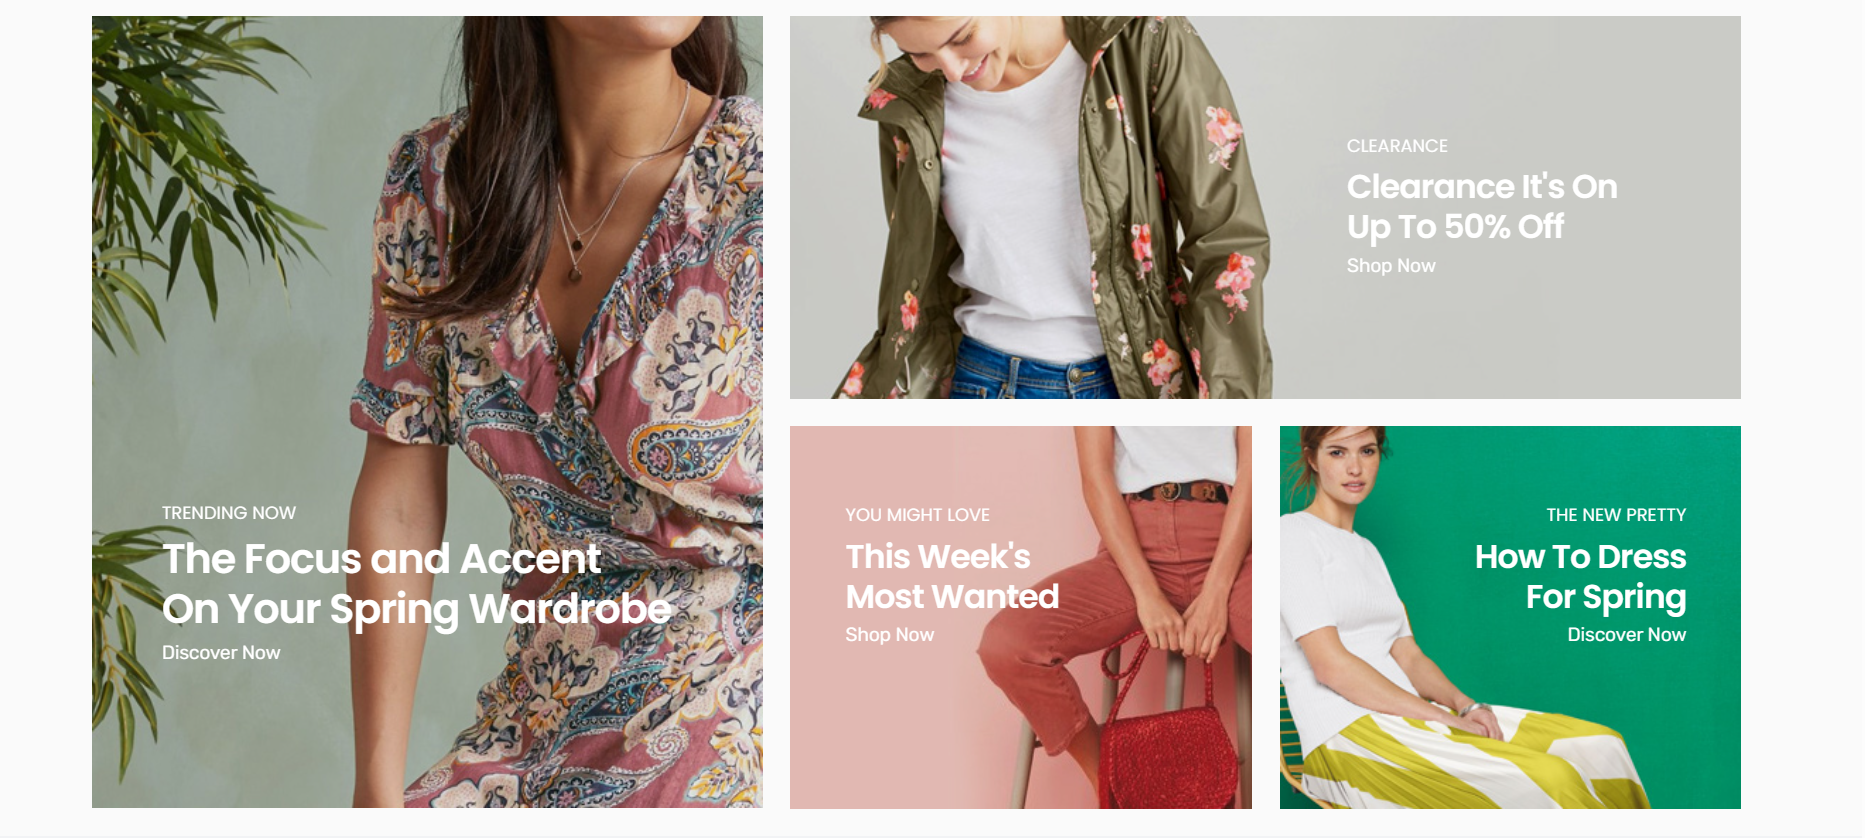 TRENDING NOW
The Focus and Accent
On Your Spring Wardrobe
Discover Now
CLEARANCE
Clearance It's On
Up To 50% Off
Shop Now
YOU MIGHT LOVE
This Week's
Most Wanted
Shop Now
THE NEW PRETTY
How To Dress
For Spring
Discover Now